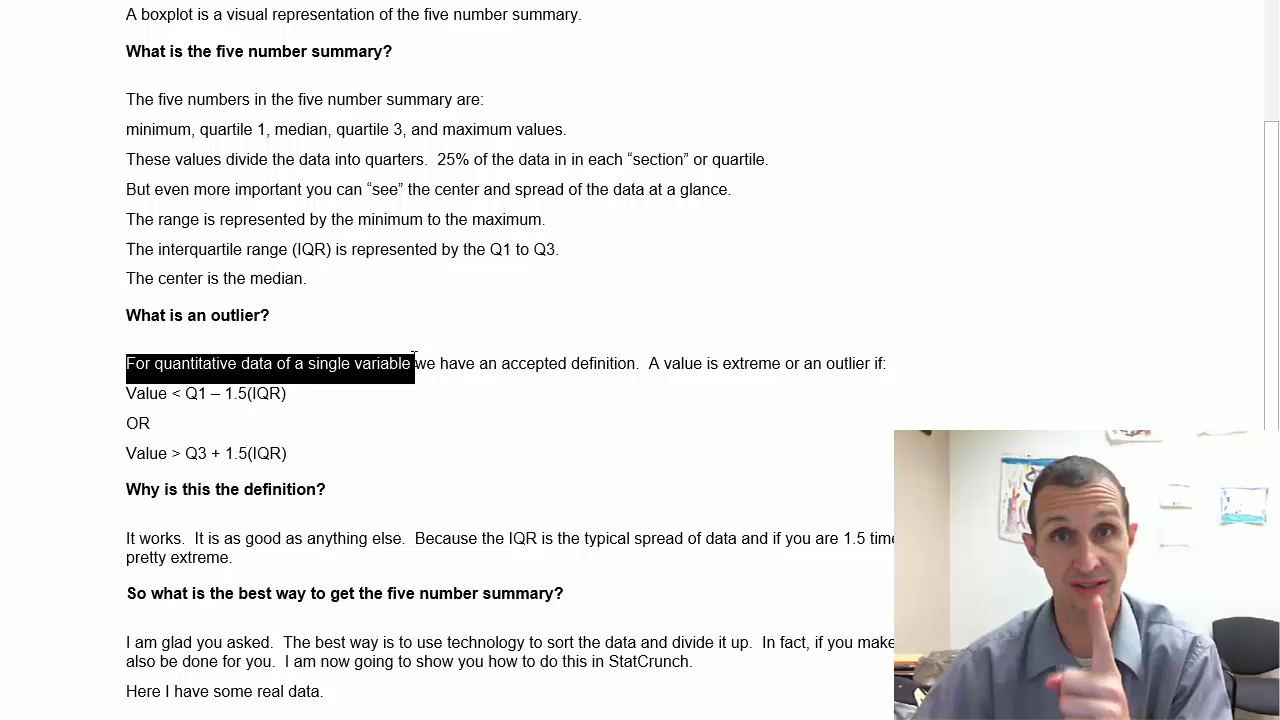 A boxplot is a visual representation of the five number summary.
What is the five number summary?
The five numbers in the five number summary are:
minimum, quartile 1, median, quartile 3, and maximum values.
These values divide the data into quarters.  25% of the data in in each “section” or quartile.
But even more important you can “see” the center and spread of the data at a glance.
The range is represented by the minimum to the maximum.
The interquartile range (IQR) is represented by the Q1 to Q3.
The center is the median.
What is an outlier?
For quantitative data of a single variable we have an accepted definition.  A value is extreme or an outlier if:
Value < Q1 – 1.5(IQR)
OR
Value > Q3 + 1.5(IQR)
Why is this the definition?
It works.  It is as good as anything else.  Because the IQR is the typical spread of data and if you are 1.5
pretty extreme.
So what is the best way to get the five number summary?
I am glad you asked.  The best way is to use technology to sort the data and divide it up.  In fact, if you make
also be done for you.  I am now going to show you how to do this in StatCrunch.
Here I have some real data.